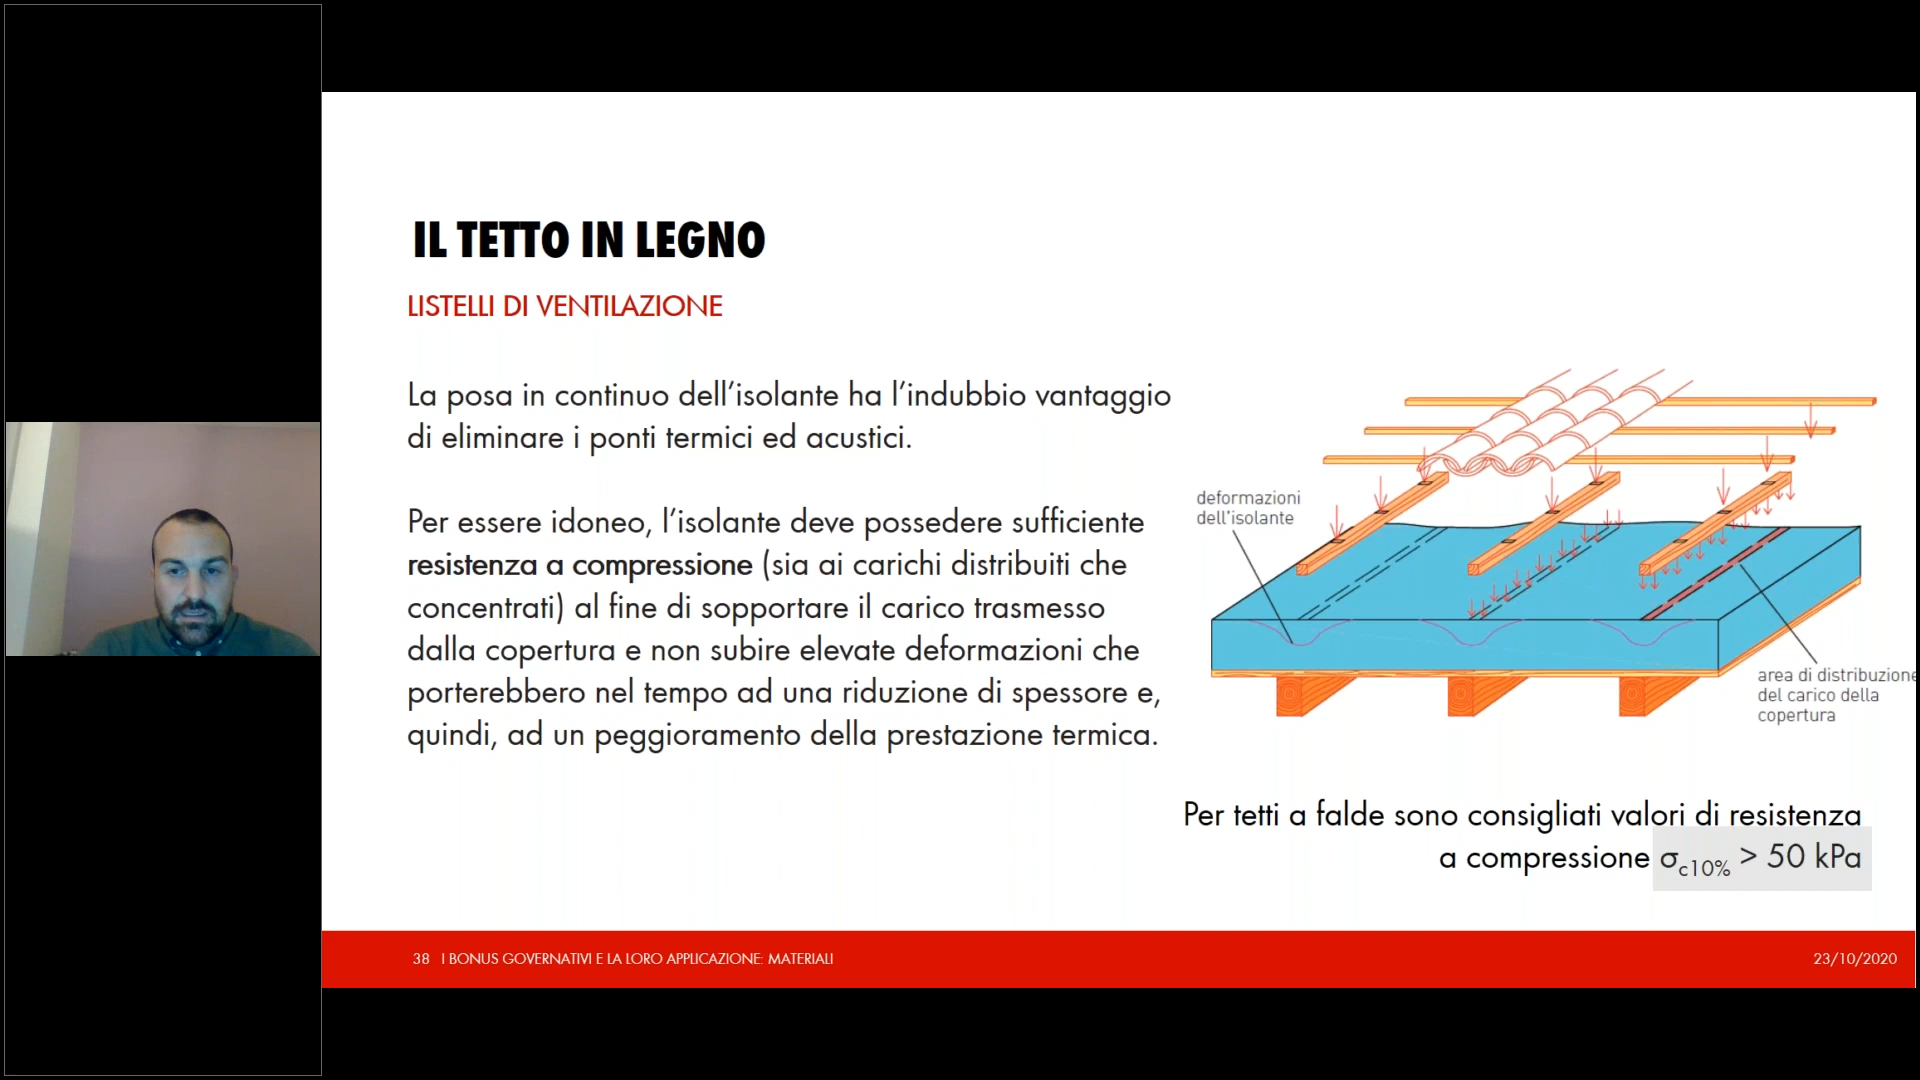 IL TETTO IN LEGNO
LISTELLI DI VENTILAZIONE
La posa in continuo dell’isolante ha l’indubbio vantaggio
di eliminare i ponti termici ed acustici.
Per essere idoneo, l’isolante deve possedere sufficiente
resistenza a compressione (sia ai carichi distribuiti che
concentrati) al fine di sopportare il carico trasmesso
dalla copertura e non subire elevate deformazioni che
porterebbero nel tempo ad una riduzione di spessore e,
quindi, ad un peggioramento della prestazione termica.
deformazioni
dell’isolante
area di distribuzione
del carico della
copertura
Per tetti a falde sono consigliati valori di resistenza
a compressione σc10% > 50 kPa
38 I BONUS GOVERNATIVI E LA LORO APPLICAZIONE: MATERIALI
23/10/2020